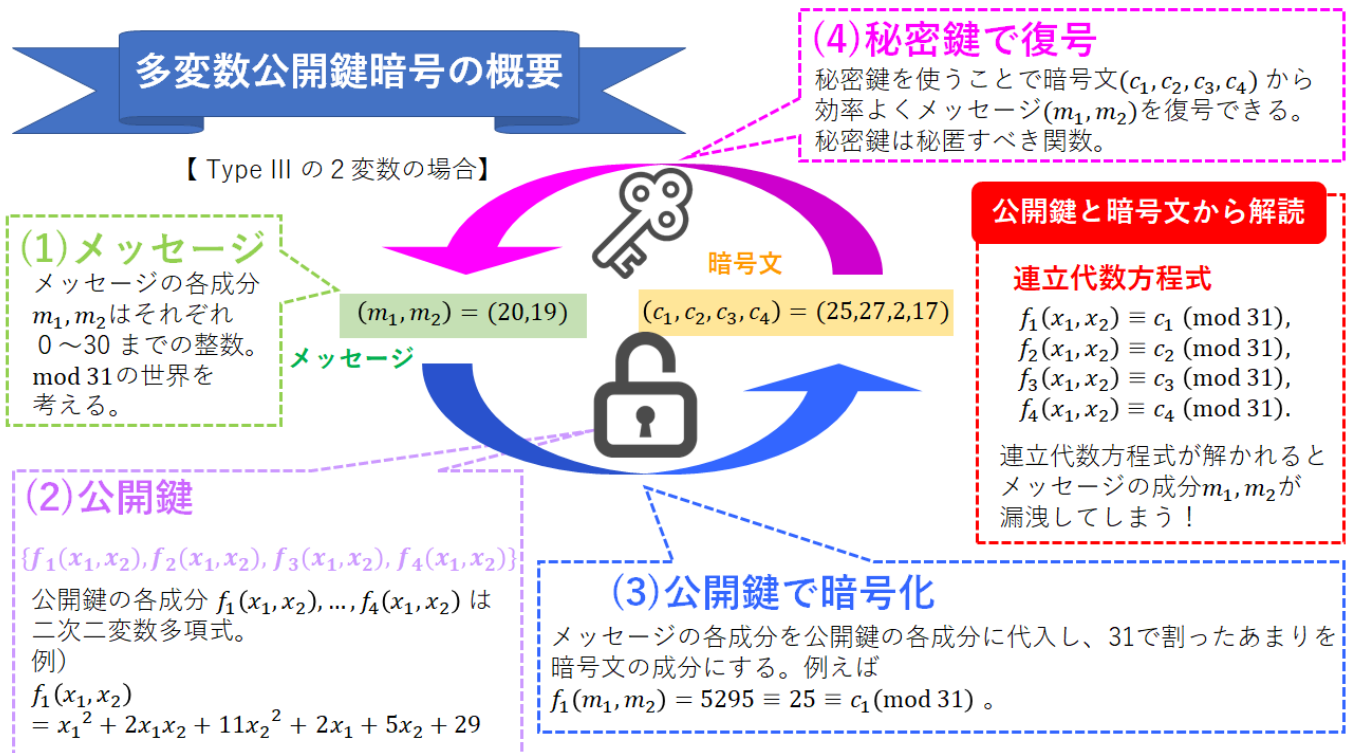 多変数公開鍵暗号の概要
【 Type III の２変数の場合】
(1)メッセージ
メッセージの各成分
m₁, m₂はそれぞれ
０～30 までの整数。
mod 31の世界を
考える。
(m₁, m₂) = (20,19)
メッセージ
暗号文
(c₁, c₂, c₃, c₄) = (25,27,2,17)
(2)公開鍵
{f₁(x₁, x₂), f₂(x₁, x₂), f₃(x₁, x₂), f₄(x₁, x₂)}
公開鍵の各成分 f₁(x₁, x₂), … , f₄(x₁, x₂) は
二次二変数多項式。
例）
f₁(x₁, x₂)
= x₁² + 2x₁x₂ + 11x₂² + 2x₁ + 5x₂ + 29
(3)公開鍵で暗号化
メッセージの各成分を公開鍵の各成分に代入し、31で割ったあまりを
暗号文の成分にする。例えば
f₁(m₁, m₂) = 5295 ≡ 25 ≡ c₁(mod 31) 。
(4)秘密鍵で復号
秘密鍵を使うことで暗号文(c₁, c₂, c₃, c₄) から
効率よくメッセージ(m₁, m₂)を復号できる。
秘密鍵は秘匿すべき関数。
公開鍵と暗号文から解読
連立代数方程式
f₁(x₁, x₂) ≡ c₁ (mod 31),
f₂(x₁, x₂) ≡ c₂ (mod 31),
f₃(x₁, x₂) ≡ c₃ (mod 31),
f₄(x₁, x₂) ≡ c₄ (mod 31).
連立代数方程式が解かれると
メッセージの成分m₁, m₂が
漏洩してしまう！